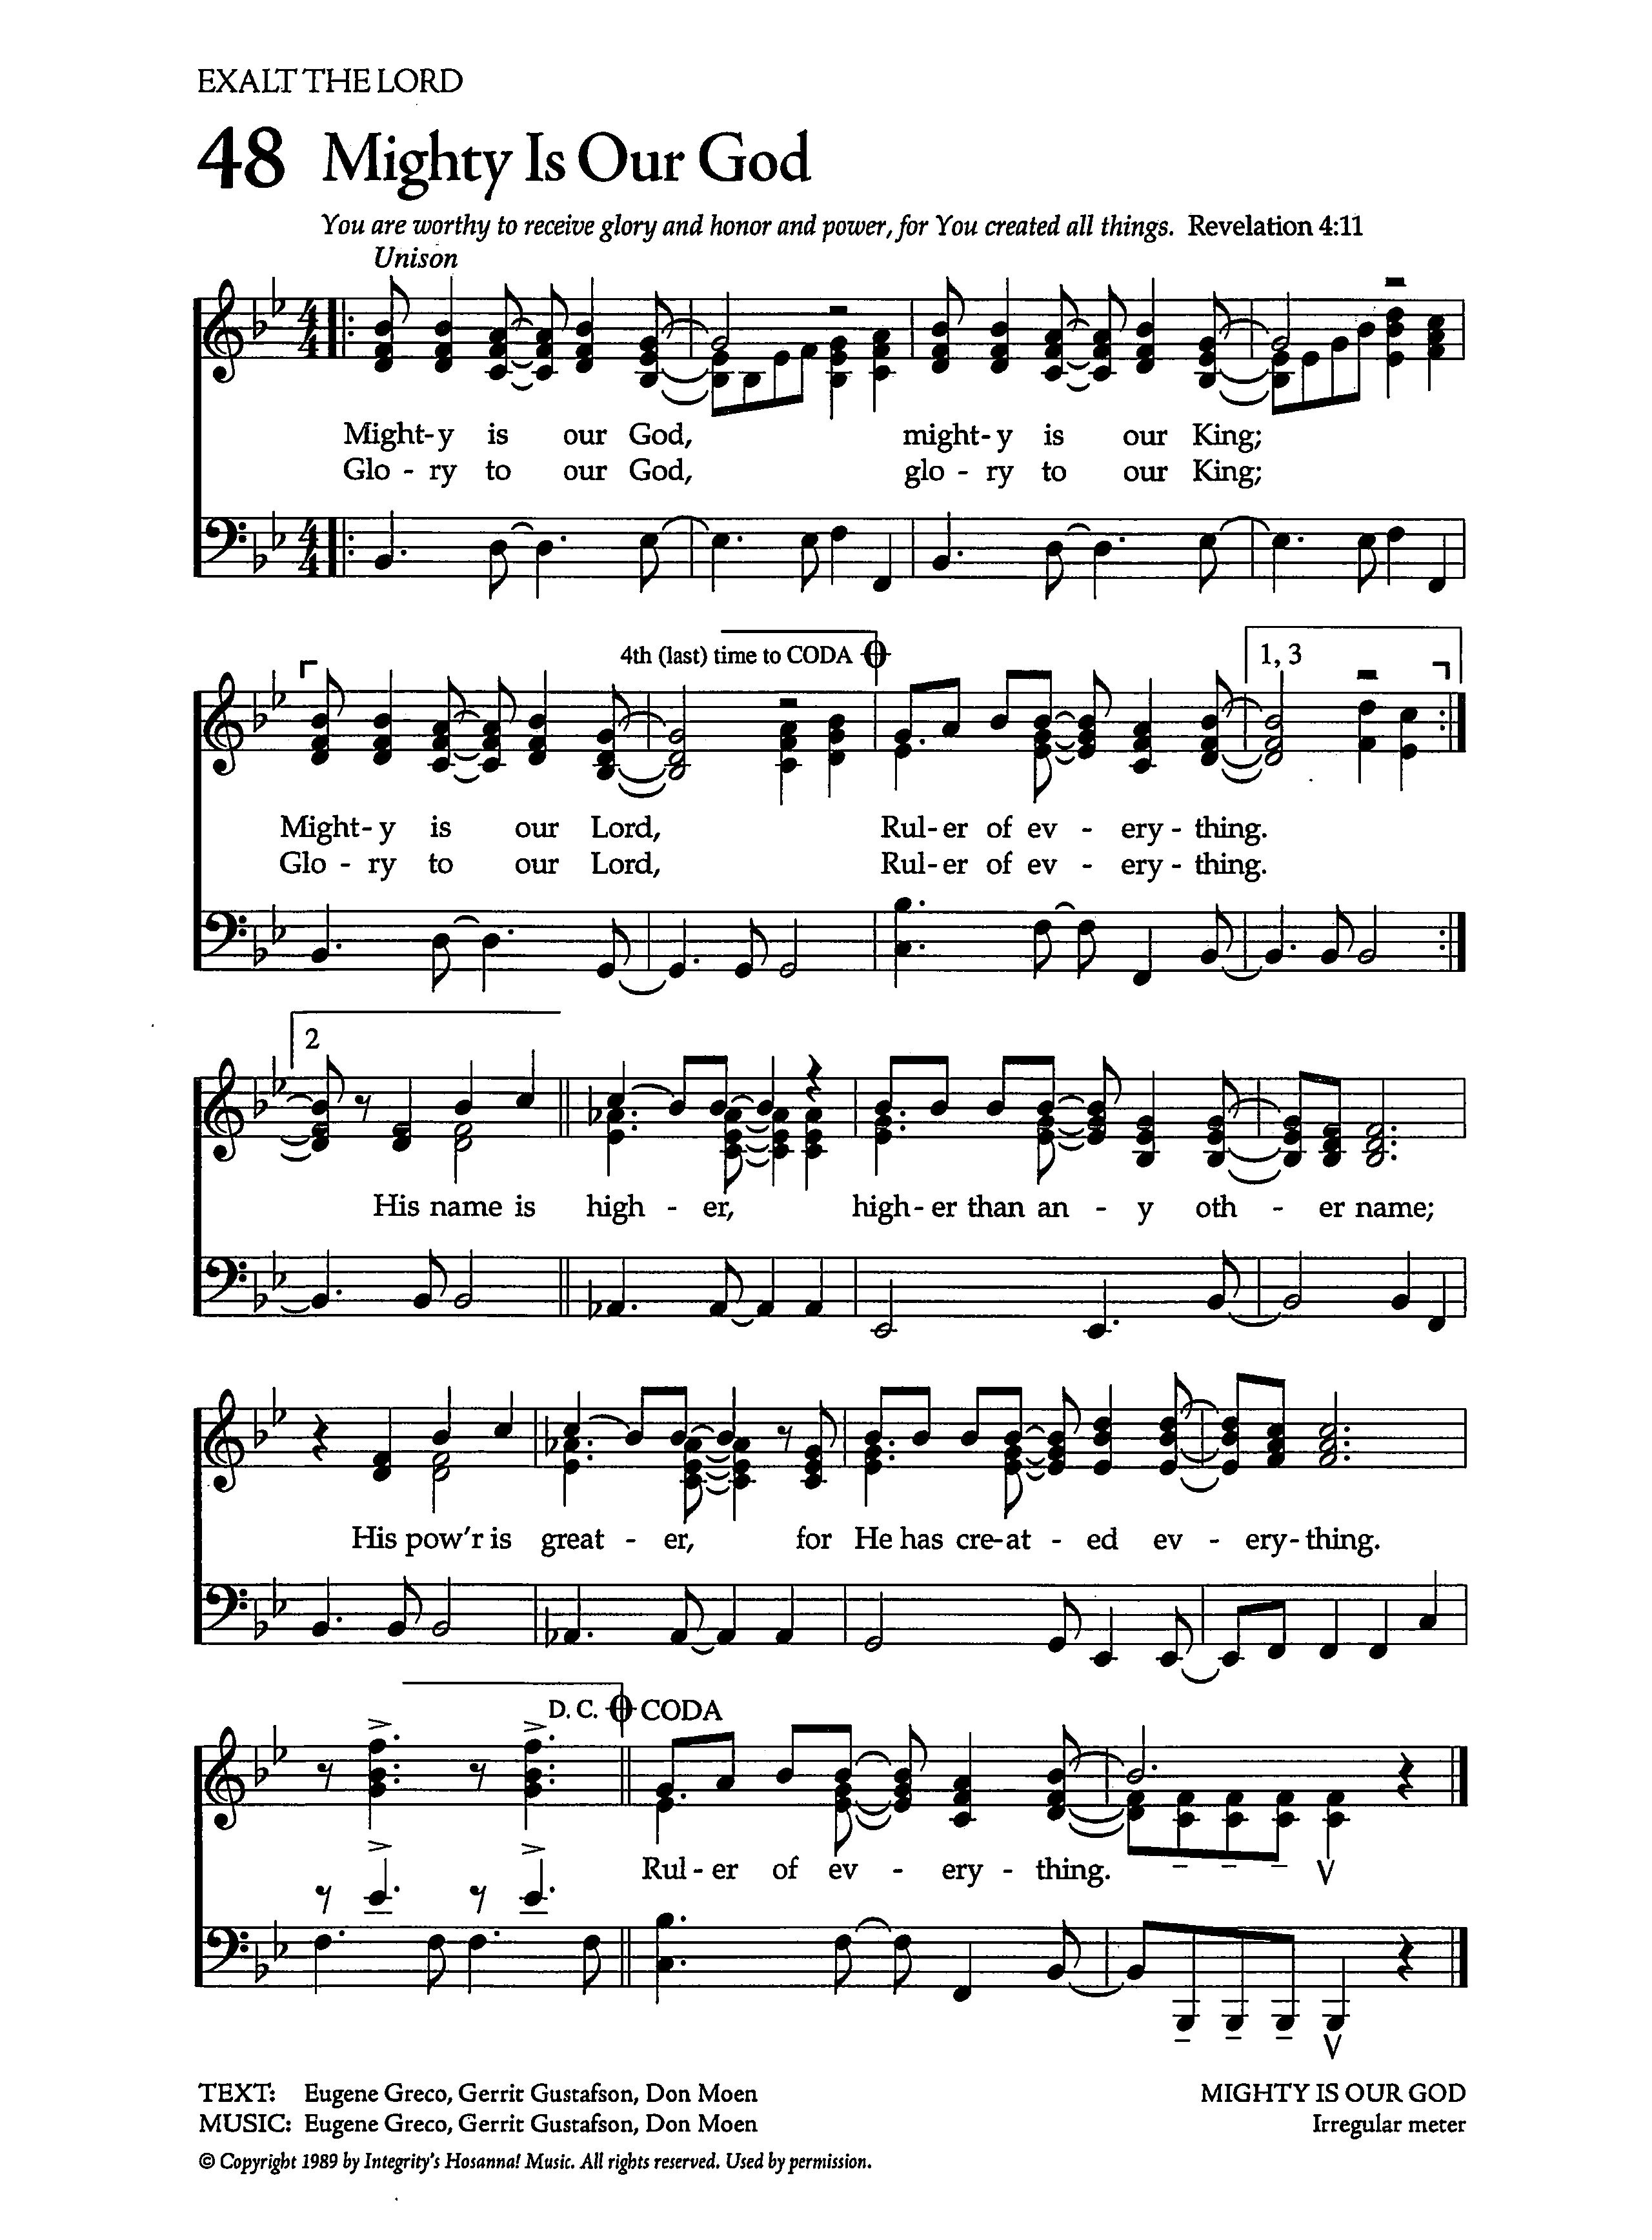 EXALT THE LORD
48 Mighty Is Our God
You are worthy to receive glory and honor and power, for You created all things. Revelation 4:11
Unison
Might-y is our God, might-y is our King;
Glo - ry to our God, glo - ry to our King;
4th (last) time to CODA
1, 3
Might-y is our Lord, Rul-er of ev - ery-thing.
Glo - ry to our Lord, Rul-er of ev - ery-thing.
2
His name is high - er, high-er than an - y oth - er name;
His pow'r is great - er, for He has cre-at - ed ev - ery-thing.
D. C. CODA
Rul-er of ev - ery - thing.
TEXT: Eugene Greco, Gerrit Gustafson, Don Moen MIGHTY IS OUR GOD
MUSIC: Eugene Greco, Gerrit Gustafson, Don Moen Irregular meter
© Copyright 1989 by Integrity's Hosanna! Music. All rights reserved. Used by permission.